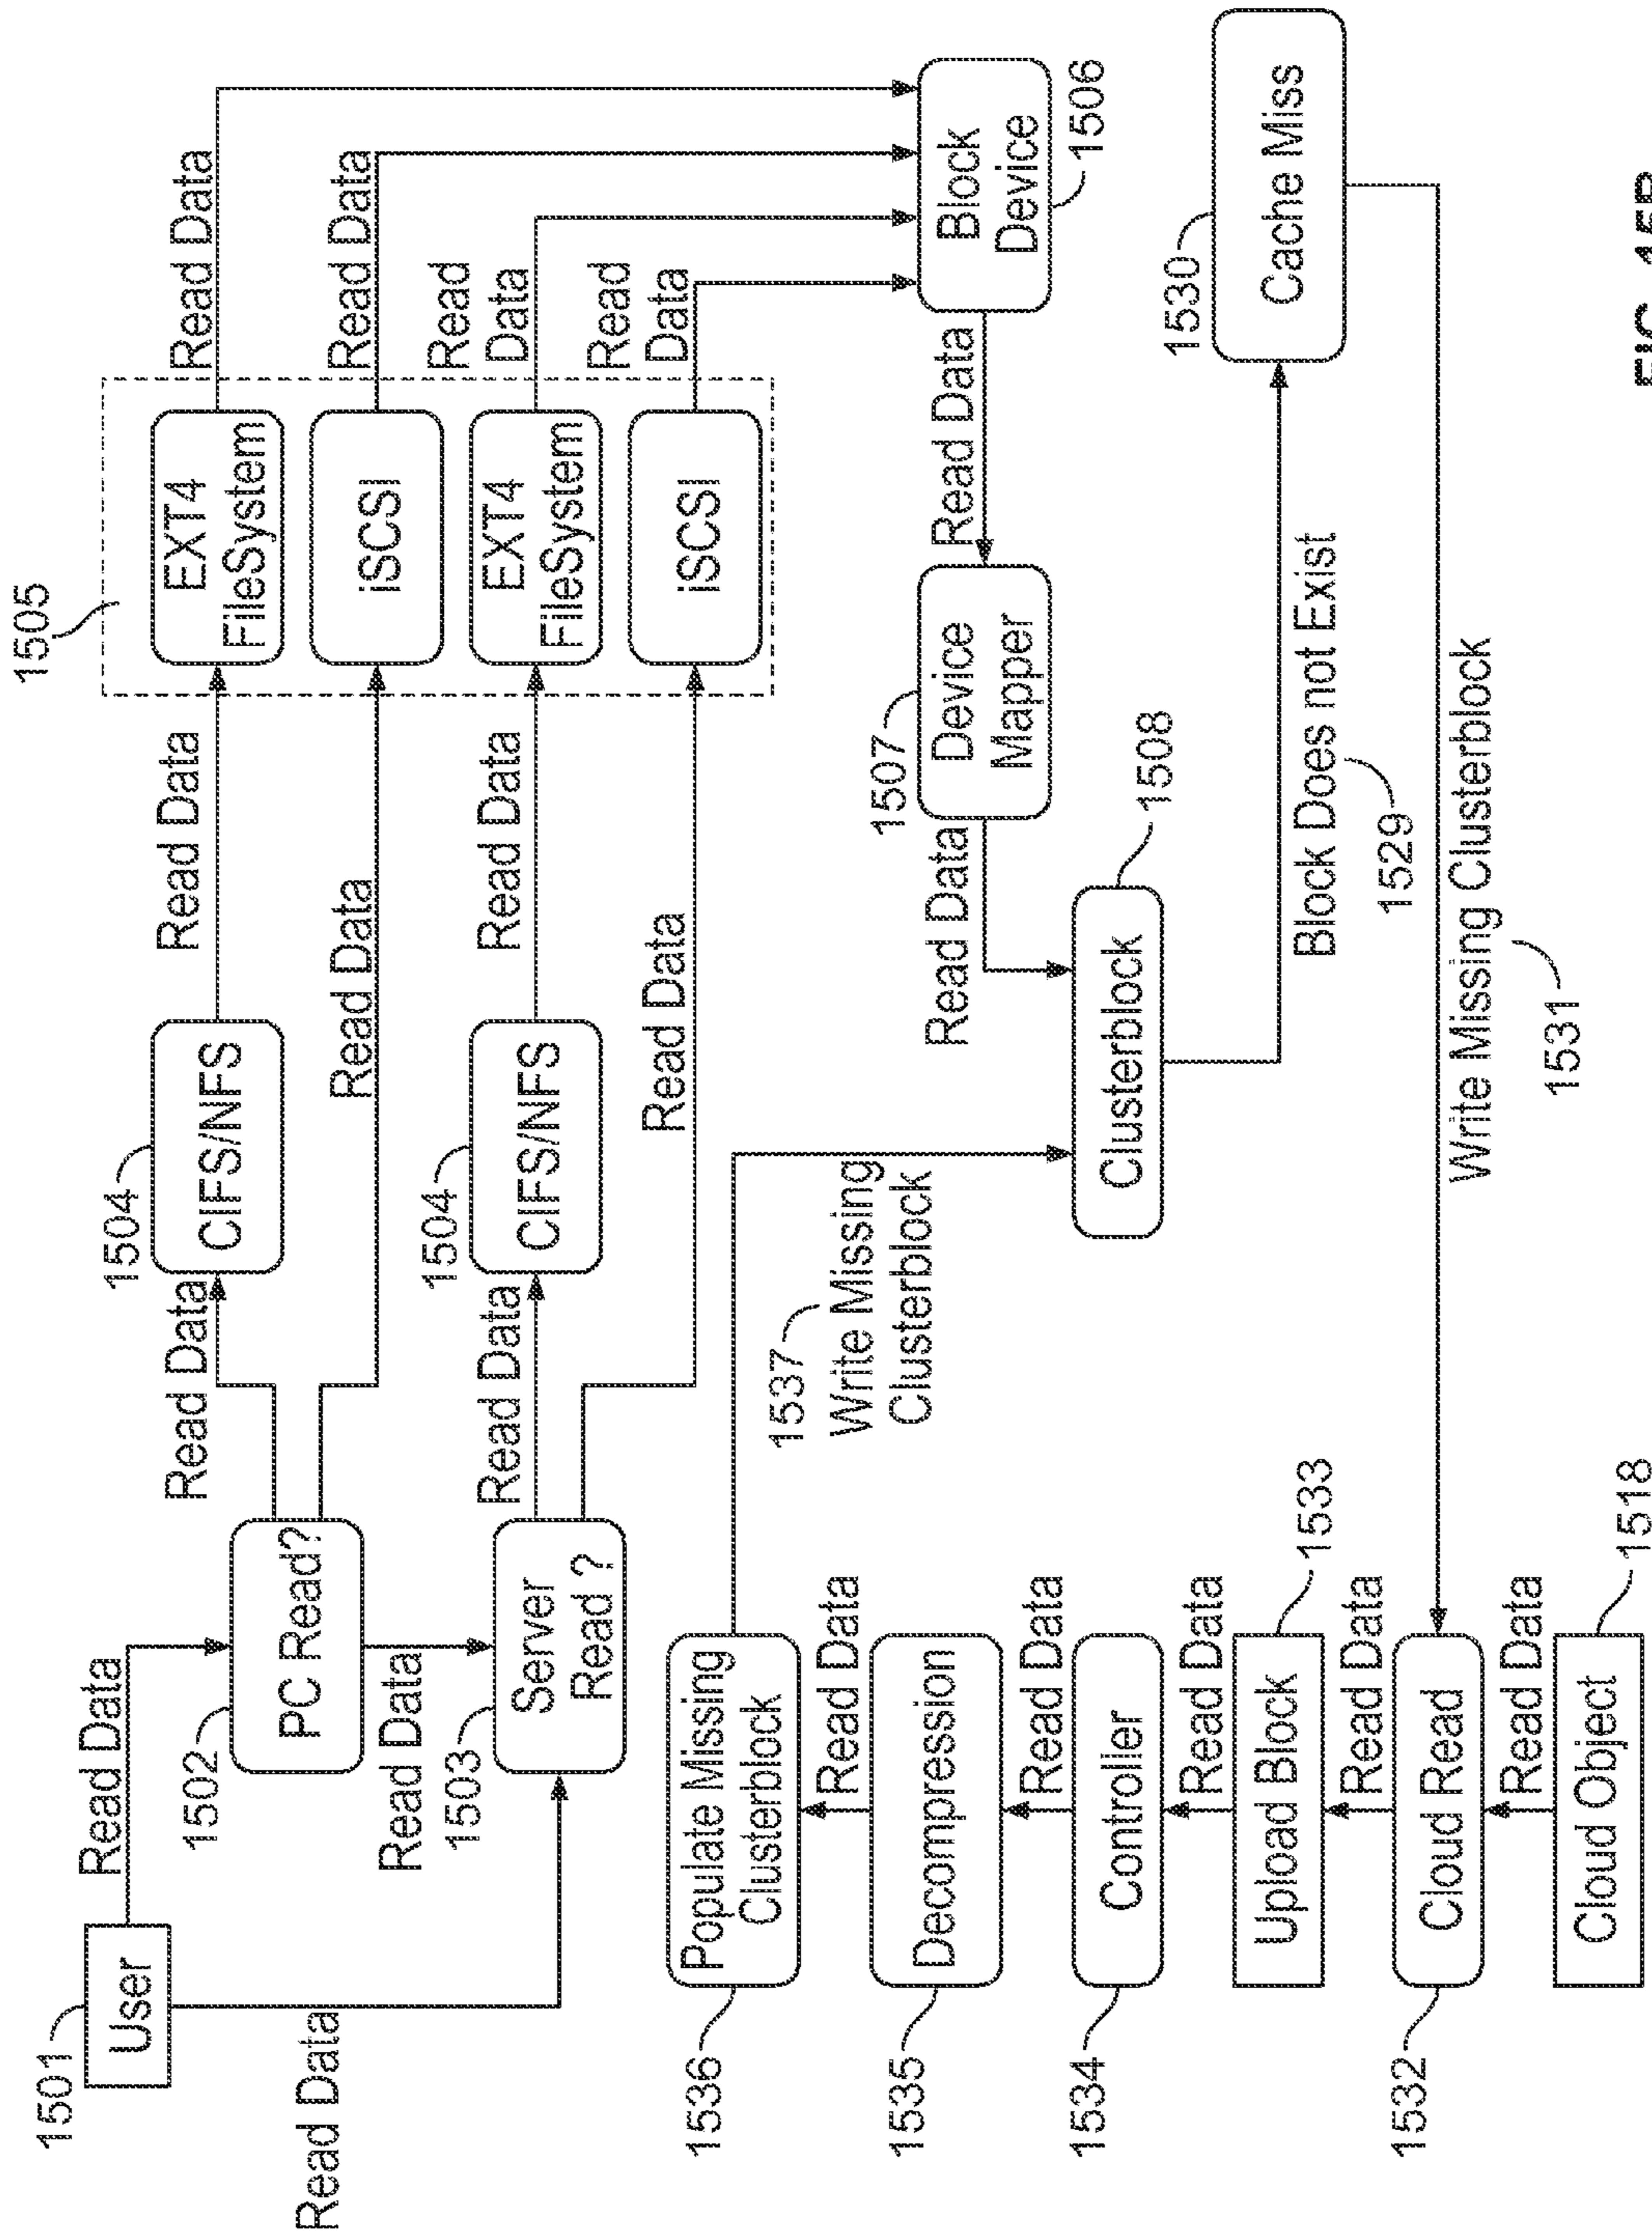 1501
User
Read Data
Read Data
1502
PC Read?
Read Data
1503
Server
Read ?
Read Data
1504
CIFS/NFS
Read Data
Read Data
Read Data
1504
CIFS/NFS
Read Data
Read Data
1505
EXT4
FileSystem
iSCSI
EXT4
FileSystem
iSCSI
Read Data
Read Data
Read
Data
Read
Data
Block
Device
1506
Read Data
1507
Device
Mapper
Read Data
Clusterblock
1508
Block Does not Exist
1529
1530
Cache Miss
Write Missing Clusterblock
1531
1537
Write Missing
Clusterblock
1536
Populate Missing
Clusterblock
Read Data
1535
Decompression
Read Data
1534
Controller
Read Data
Upload Block
1533
Read Data
1532
Cloud Read
Read Data
Cloud Object
1518